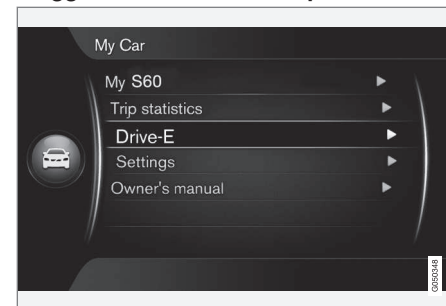 My Car
My S60
Trip statistics
Drive-E
Settings
Owner's manual
G050348